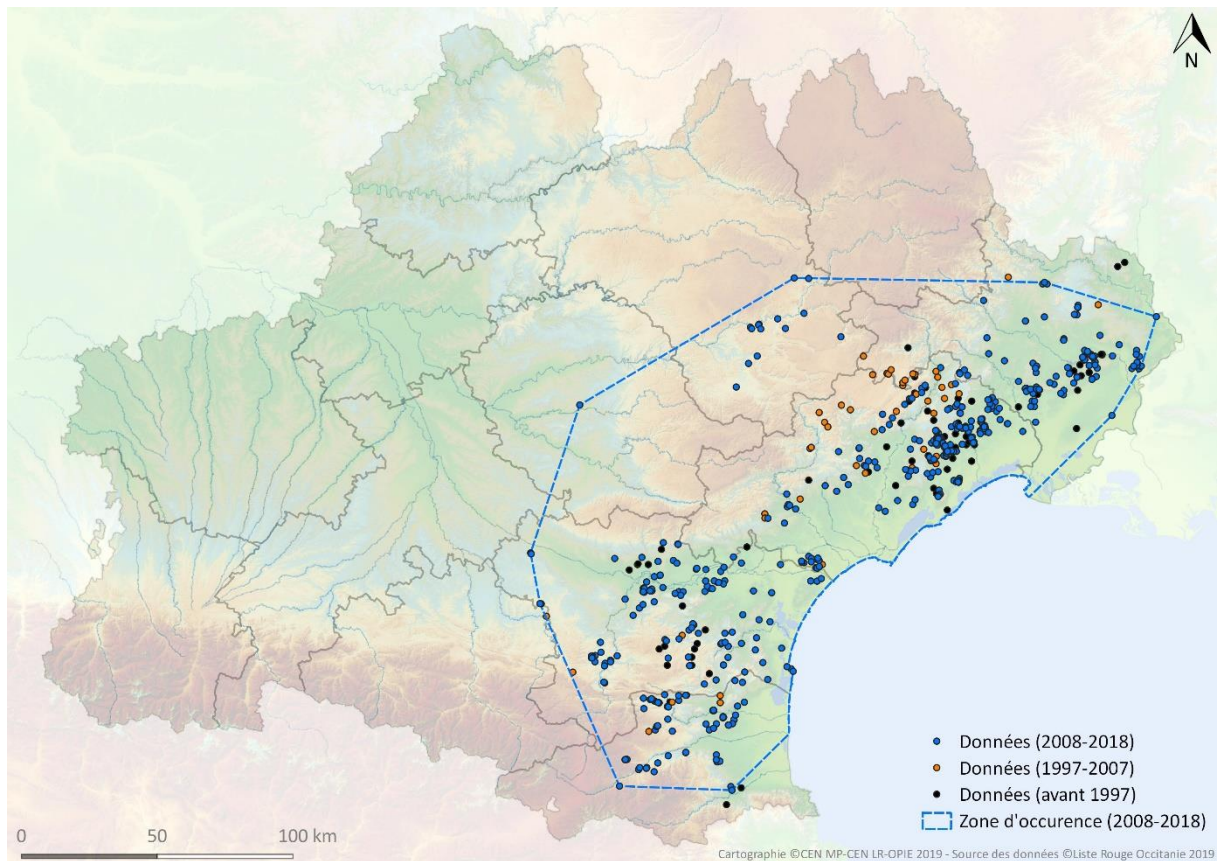 N
Données (2008-2018)
Données (1997-2007)
Données (avant 1997)
Zone d'occurence (2008-2018)
0 50 100 km
Cartographie ©CEN MP-CEN LR-OPIE 2019 - Source des données ©Liste Rouge Occitanie 2019